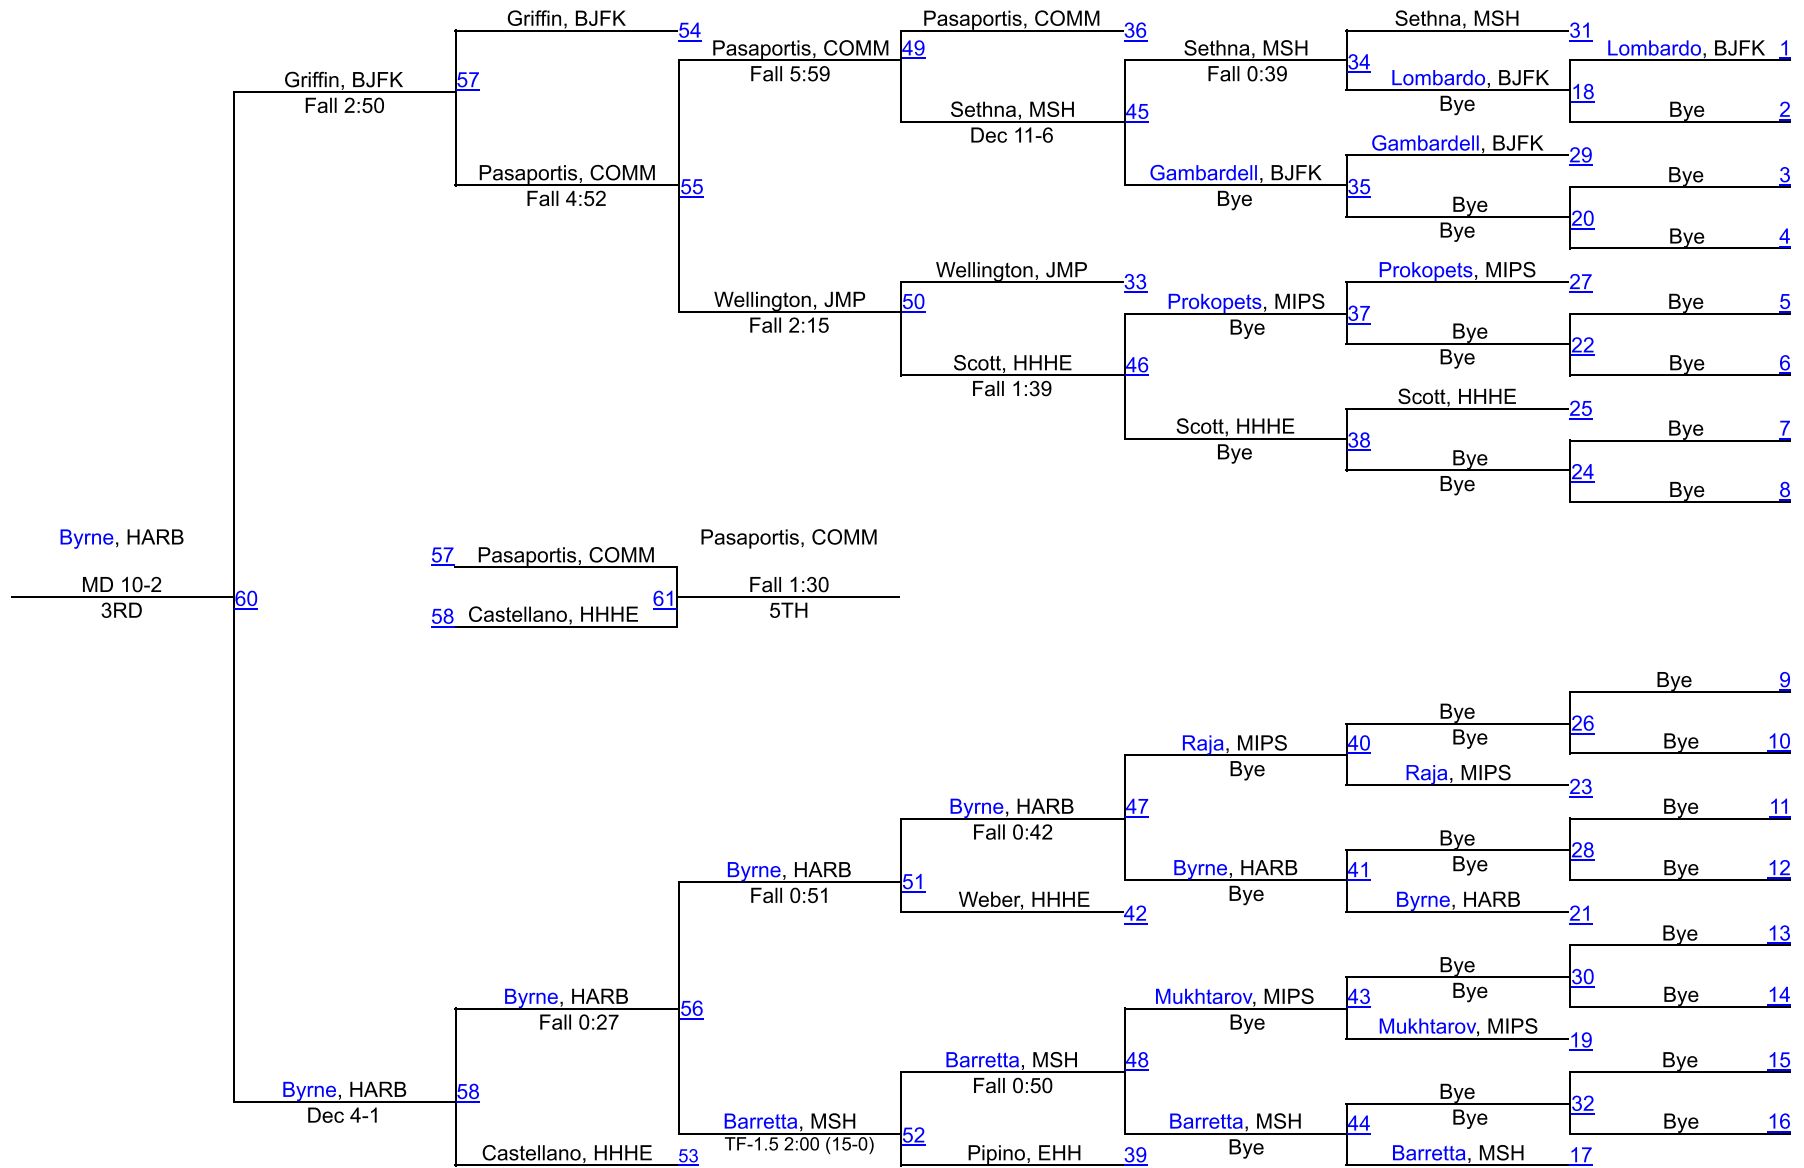 Griffin, BJFK
54
Pasaportis, COMM
36
Sethna, MSH
31
Pasaportis, COMM
49
Fall 5:59
Sethna, MSH
34
Fall 0:39
Lombardo, BJFK
1
Griffin, BJFK
57
Fall 2:50
Lombardo, BJFK
18
Bye
Sethna, MSH
45
Dec 11-6
Bye
2
Gambardell, BJFK
29
Pasaportis, COMM
55
Fall 4:52
Gambardell, BJFK
35
Bye
Bye
3
Bye
20
Bye
Bye
4
Wellington, JMP
33
Prokopets, MIPS
27
Wellington, JMP
50
Fall 2:15
Prokopets, MIPS
37
Bye
Bye
5
Bye
22
Bye
Scott, HHHE
46
Fall 1:39
Bye
6
Scott, HHHE
25
Scott, HHHE
38
Bye
Bye
7
Bye
24
Bye
Bye
8
Byrne, HARB
MD 10-2
60
3RD
57
Pasaportis, COMM
58
Castellano, HHHE
61
Pasaportis, COMM
Fall 1:30
5TH
Bye
9
Bye
26
Bye
Raja, MIPS
40
Bye
Bye
10
Raja, MIPS
23
Byrne, HARB
47
Fall 0:42
Bye
11
Bye
28
Bye
Byrne, HARB
51
Fall 0:51
Byrne, HARB
41
Bye
Bye
12
Weber, HHHE
42
Byrne, HARB
21
Bye
13
Bye
30
Bye
Byrne, HARB
56
Fall 0:27
Mukhtarov, MIPS
43
Bye
Bye
14
Mukhtarov, MIPS
19
Barretta, MSH
48
Fall 0:50
Bye
15
Byrne, HARB
58
Dec 4-1
Bye
32
Bye
Barretta, MSH
52
TF-1.5 2:00 (15-0)
Barretta, MSH
44
Bye
Bye
16
Castellano, HHHE
53
Pipino, EHH
39
Barretta, MSH
17